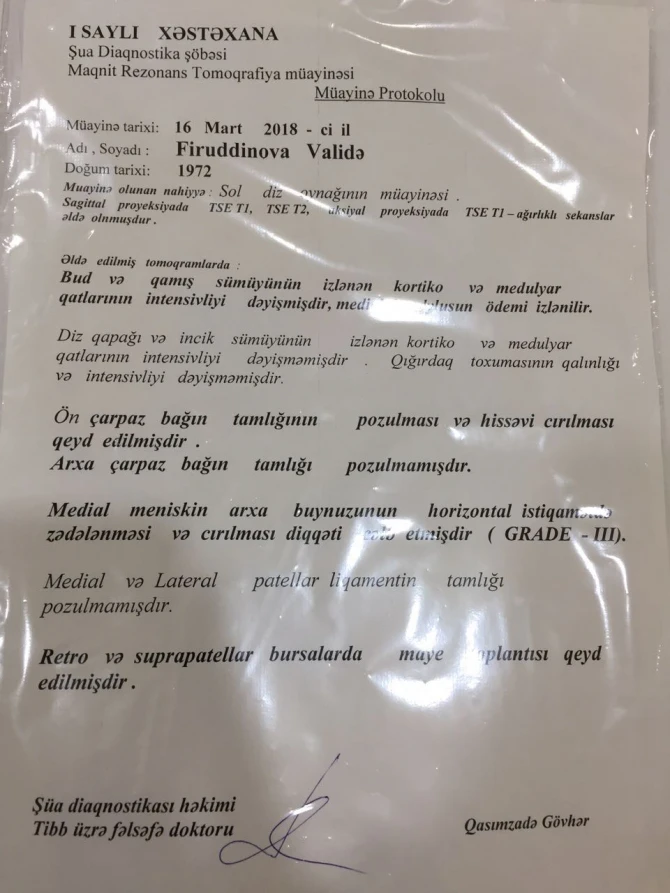 I SAYLI XƏSTƏXANA
Şua Diaqnostika şöbəsi
Maqnit Rezonans Tomoqrafiya müayinəsi
Müayinə Protokolu
Müayinə tarixi: 16 Mart 2018 - ci il
Adı , Soyadı : Firuddinova Validə
Doğum tarixi: 1972
Muayinə olunan nahiyyə : Sol diz oynağının müayinəsi .
Sagittal proyeksiyada TSE T1, TSE T2, aksiyal proyeksiyada TSE T1 – ağırlıklı sekanslar
əldə olnmuşdur .
Əldə edilmiş tomoqramlarda :
Bud və qamış sümüyünün izlənən kortiko və medulyar
qatlarının intensivliyi dəyişmişdir, ödemi izlənilir.
Diz qapağı və incik sümüyünün izlənən kortiko və medulyar
qatlarının intensivliyi dəyişməmişdir . Qığırdaq toxumasının qalınlığı
və intensivliyi dəyişməmişdir.
Ön çarpaz bağın tamlığının pozulması və hissəvi cırılması
qeyd edilmişdir .
Arxa çarpaz bağın tamlığı pozulmamışdır.
Medial meniskin arxa buynuzunun horizontal istiqamətdə
zədələnməsi və cırılması diqqəti cəlb etmişdir ( GRADE - III).
Medial və Lateral patellar liqamentin tamlığı
pozulmamışdır.
Retro və suprapatellar bursalarda maye toplantısı qeyd
edilmişdir .
Şüa diaqnostikası həkimi
Tibb üzrə fəlsəfə doktoru
Qasımzadə Gövhər